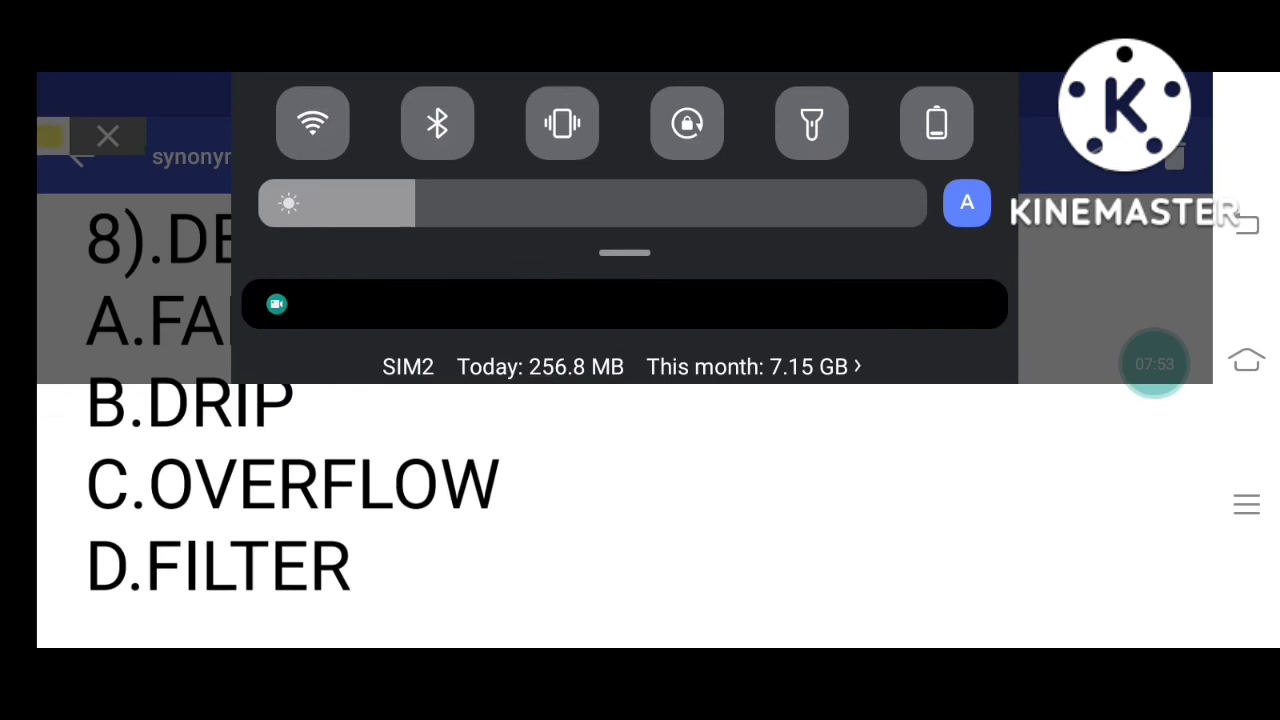 synonyr
8).DE
A.FAI
B.DRIP
C.OVERFLOW
D.FILTER
A
SIM2 Today: 256.8 MB This month: 7.15 GB ›
07:53
K
KINEMASTER